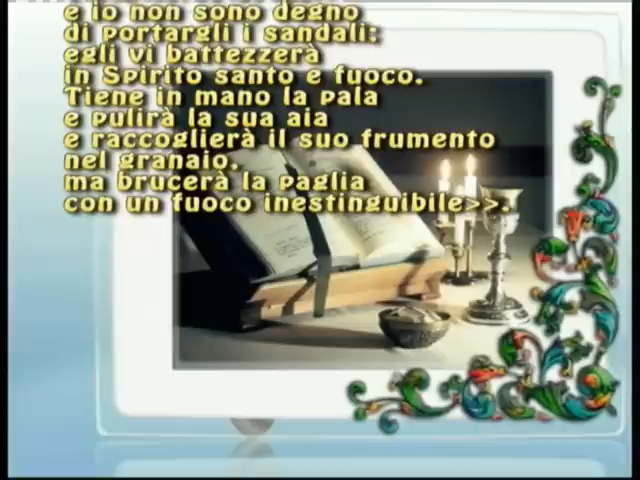 e io non sono degno
di portargli i sandali;
egli vi battezzerà
in Spirito santo e fuoco.
Tiene in mano la pala
e pulirà la sua aia
e raccoglierà il suo frumento
nel granaio,
ma brucerà la paglia
con un fuoco inestinguibile>>.